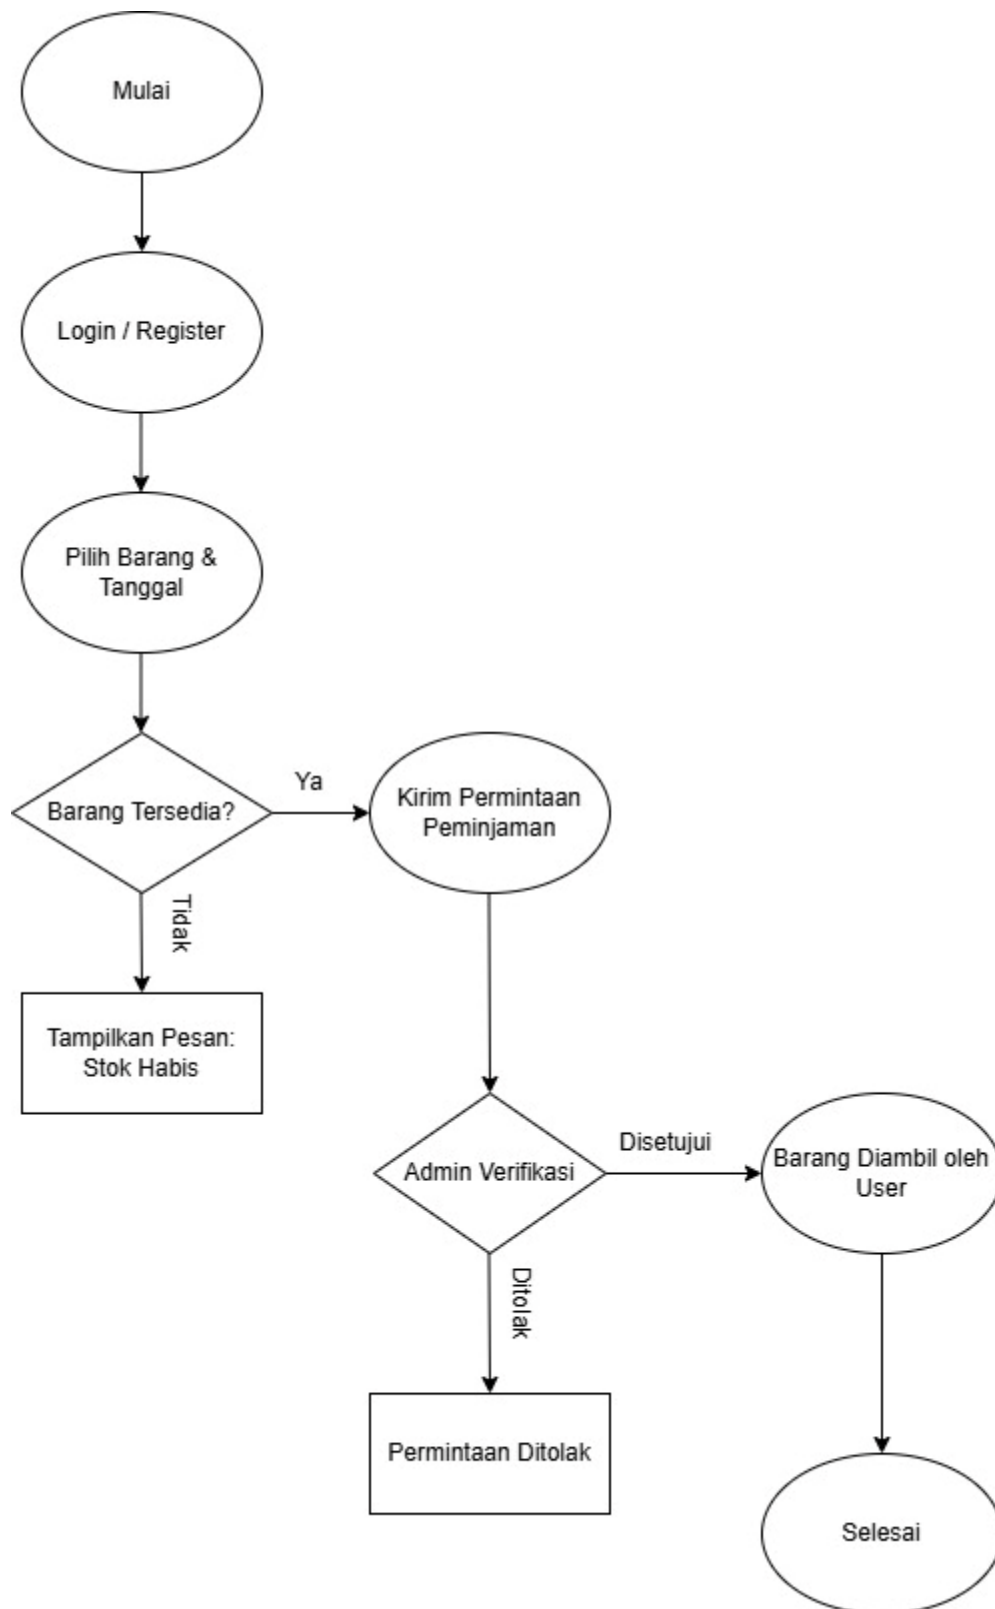 Mulai
Login / Register
Pilih Barang &
Tanggal
Barang Tersedia?
Ya
Kirim Permintaan
Peminjaman
Tidak
Tampilkan Pesan:
Stok Habis
Admin Verifikasi
Disetujui
Barang Diambil oleh
User
Ditolak
Permintaan Ditolak
Selesai